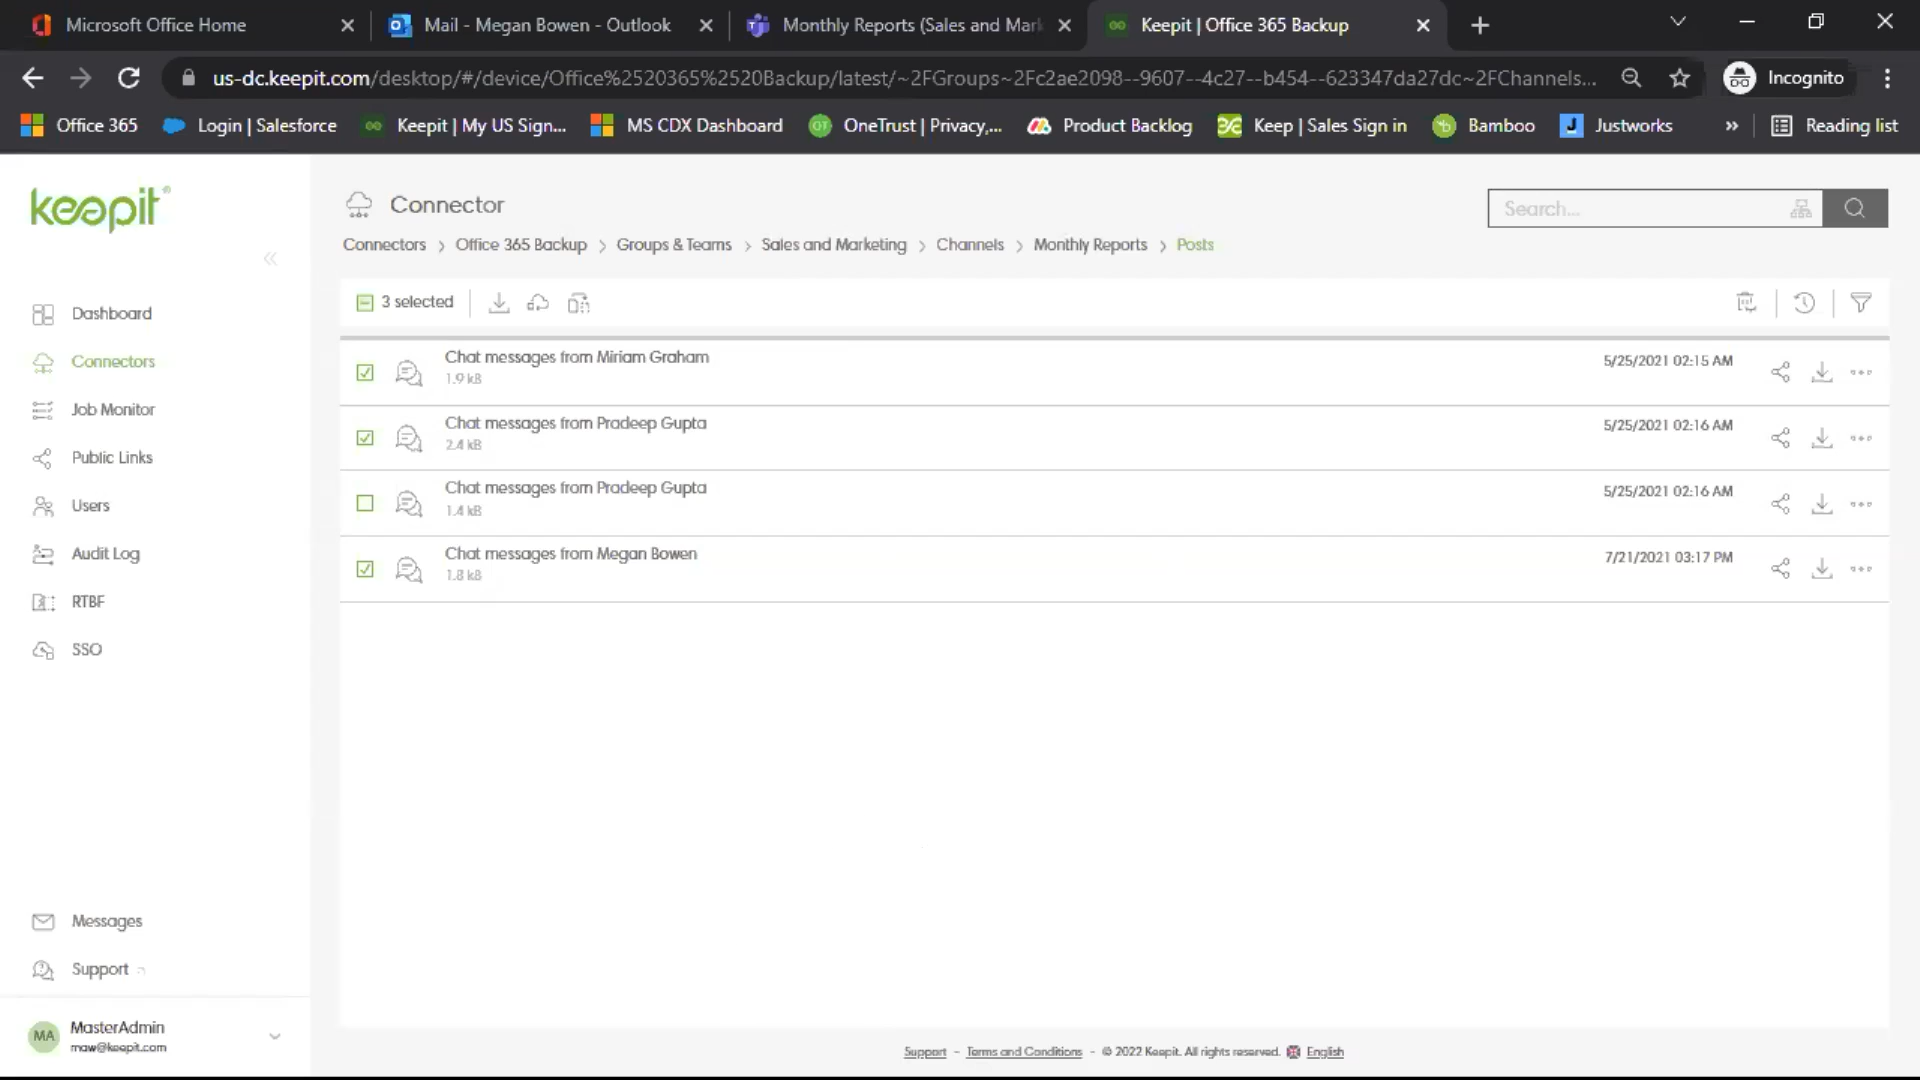 Microsoft Office Home
Mail - Megan Bowen - Outlook
Monthly Reports (Sales and Mark
Keepit | Office 365 Backup
us-dc.keepit.com/desktop/#/device/Office%2520365%2520Backup/latest/~2FGroups~2Fc2ae2098--9607--4c27--b454--623347da27dc~2FChannels...
Incognito
Office 365
Login | Salesforce
Keepit | My US Sign...
MS CDX Dashboard
OneTrust | Privacy,...
Product Backlog
Keep | Sales Sign in
Bamboo
Justworks
Reading list
keepit
Connector
Search...
Connectors > Office 365 Backup > Groups & Teams > Sales and Marketing > Channels > Monthly Reports > Posts
3 selected
Chat messages from Miriam Graham
1.9 kB
5/25/2021 02:15 AM
Chat messages from Pradeep Gupta
2.4 kB
5/25/2021 02:16 AM
Chat messages from Pradeep Gupta
1.4 kB
5/25/2021 02:16 AM
Chat messages from Megan Bowen
1.8 kB
7/21/2021 03:17 PM
Dashboard
Connectors
Job Monitor
Public Links
Users
Audit Log
RTBF
SSO
Messages
Support
MA
MasterAdmin
maw@keepit.com
Support - Terms and Conditions - © 2022 Keepit. All rights reserved. English